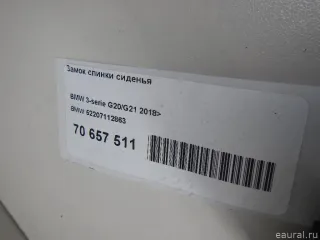 Замок спинки сиденья
BMW 3-serie G20/G21 2018>
BMW 52207112863
70 657 511
eaural.ru/